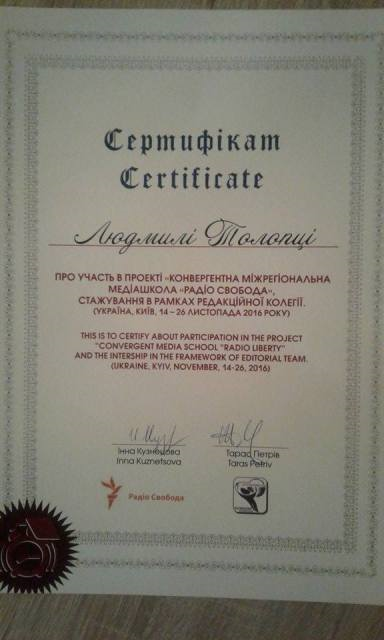 Сертифікат
Certificate
Людмилі Толопці
ПРО УЧАСТЬ В ПРОЕКТІ «КОНВЕРГЕНТНА МІЖРЕГІОНАЛЬНА
МЕДІАШКОЛА «РАДІО СВОБОДА»,
СТАЖУВАННЯ В РАМКАХ РЕДАКЦІЙНОЇ КОЛЕГІЇ.
(УКРАЇНА, КИЇВ, 14 – 26 ЛИСТОПАДА 2016 РОКУ)
THIS IS TO CERTIFY ABOUT PARTICIPATION IN THE PROJECT
"CONVERGENT MEDIA SCHOOL "RADIO LIBERTY"
AND THE INTERSHIP IN THE FRAMEWORK OF EDITORIAL TEAM.
(UKRAINE, KYIV, NOVEMBER, 14-26, 2016)
Інна Кузнецова
Inna Kuznetsova
Тарас Петрів
Taras Petriv
Радіо Свобода